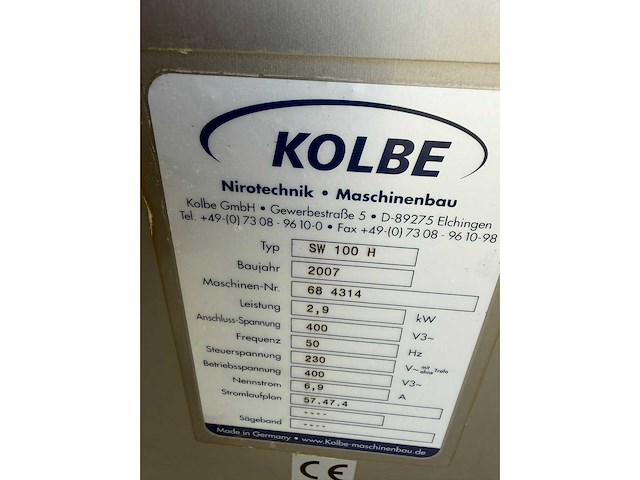 KOLBE
Nirotechnik • Maschinenbau
Kolbe GmbH • Gewerbestraße 5 • D-89275 Elchingen
Tel. +49-(0) 73 08 - 96 10-0 • Fax +49-(0) 73 08 - 96 10-98
Typ SW 100 H
Baujahr 2007
Maschinen-Nr. 68 4314
Leistung 2,9 kW
Anschluss-Spannung 400 V3~
Frequenz 50 Hz
Steuerspannung 230 V~ mit ohne Trafo
Betriebsspannung 400 V3~
Nennstrom 6,9 A
Stromlaufplan 57.47.4
----
Sägeband ----
Made in Germany • www.Kolbe-maschinenbau.de
CE